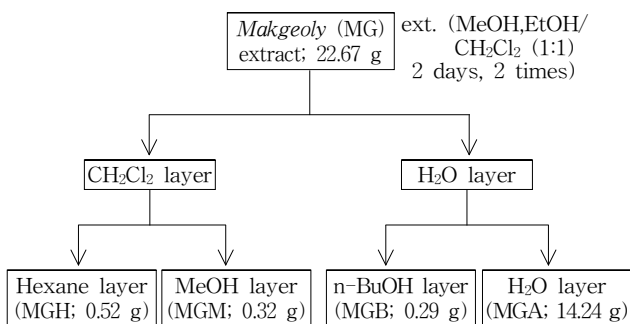 Makgeoly (MG)
extract; 22.67 g
ext. (MeOH,EtOH/
CH₂Cl₂ (1:1)
2 days, 2 times)
CH₂Cl₂ layer
H₂O layer
Hexane layer
(MGH; 0.52 g)
MeOH layer
(MGM; 0.32 g)
n-BuOH layer
(MGB; 0.29 g)
H₂O layer
(MGA; 14.24 g)